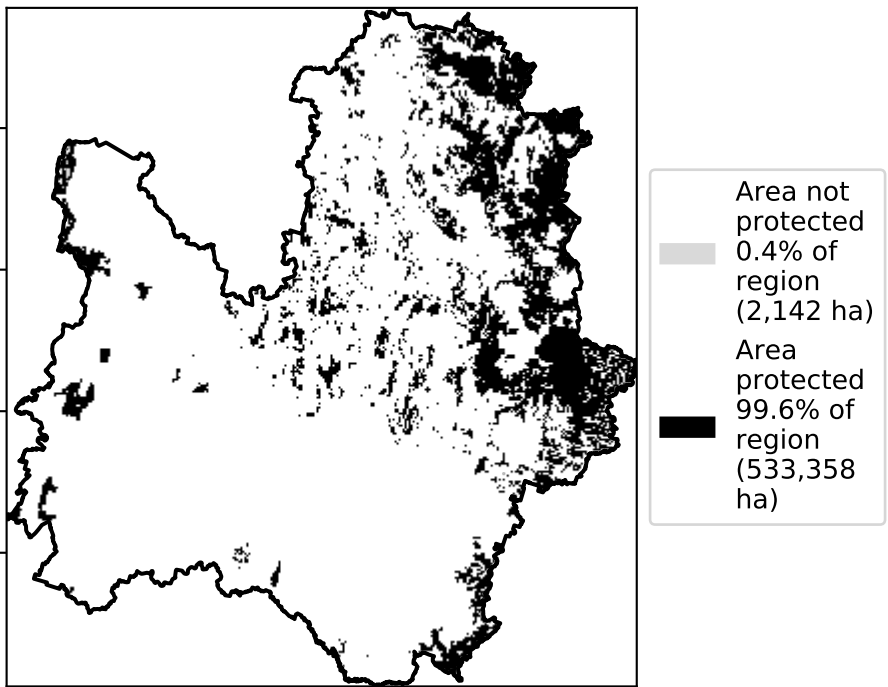 Area not
protected
0.4% of
region
(2,142 ha)
Area
protected
99.6% of
region
(533,358
ha)